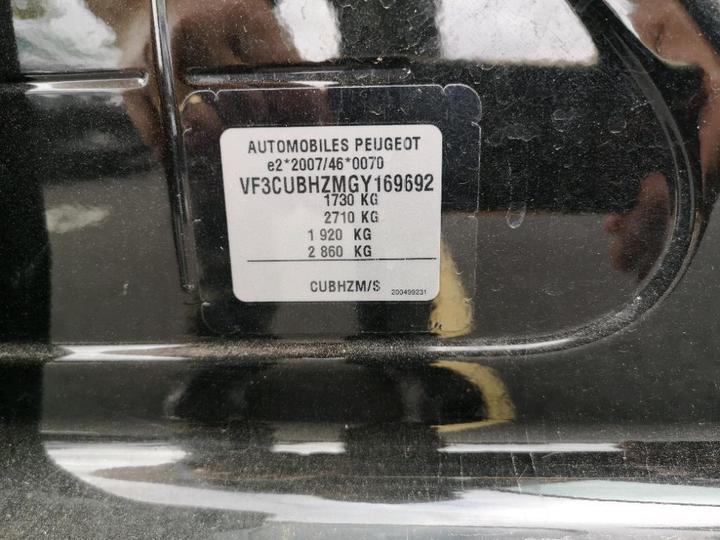 AUTOMOBILES PEUGEOT
e2*2007/46*0070
VF3CUBHZMGY169692
1730 KG
2710 KG
1 920 KG
2 860 KG
CUBHZM/S 200499231